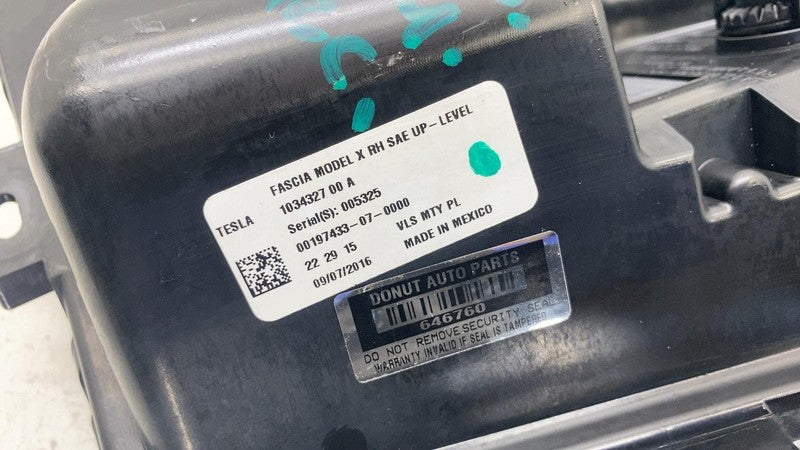 FASCIA MODEL X RH SAE UP-LEVEL
TESLA
1034327 00 A
Serial(S): 005325
00197433-07-0000
22 29 15 VLS MTY PL
09/07/2016 MADE IN MEXICO
DONUT AUTO PARTS
646760
DO NOT REMOVE SECURITY SEAL
WARRANTY INVALID IF SEAL IS TAMPERED